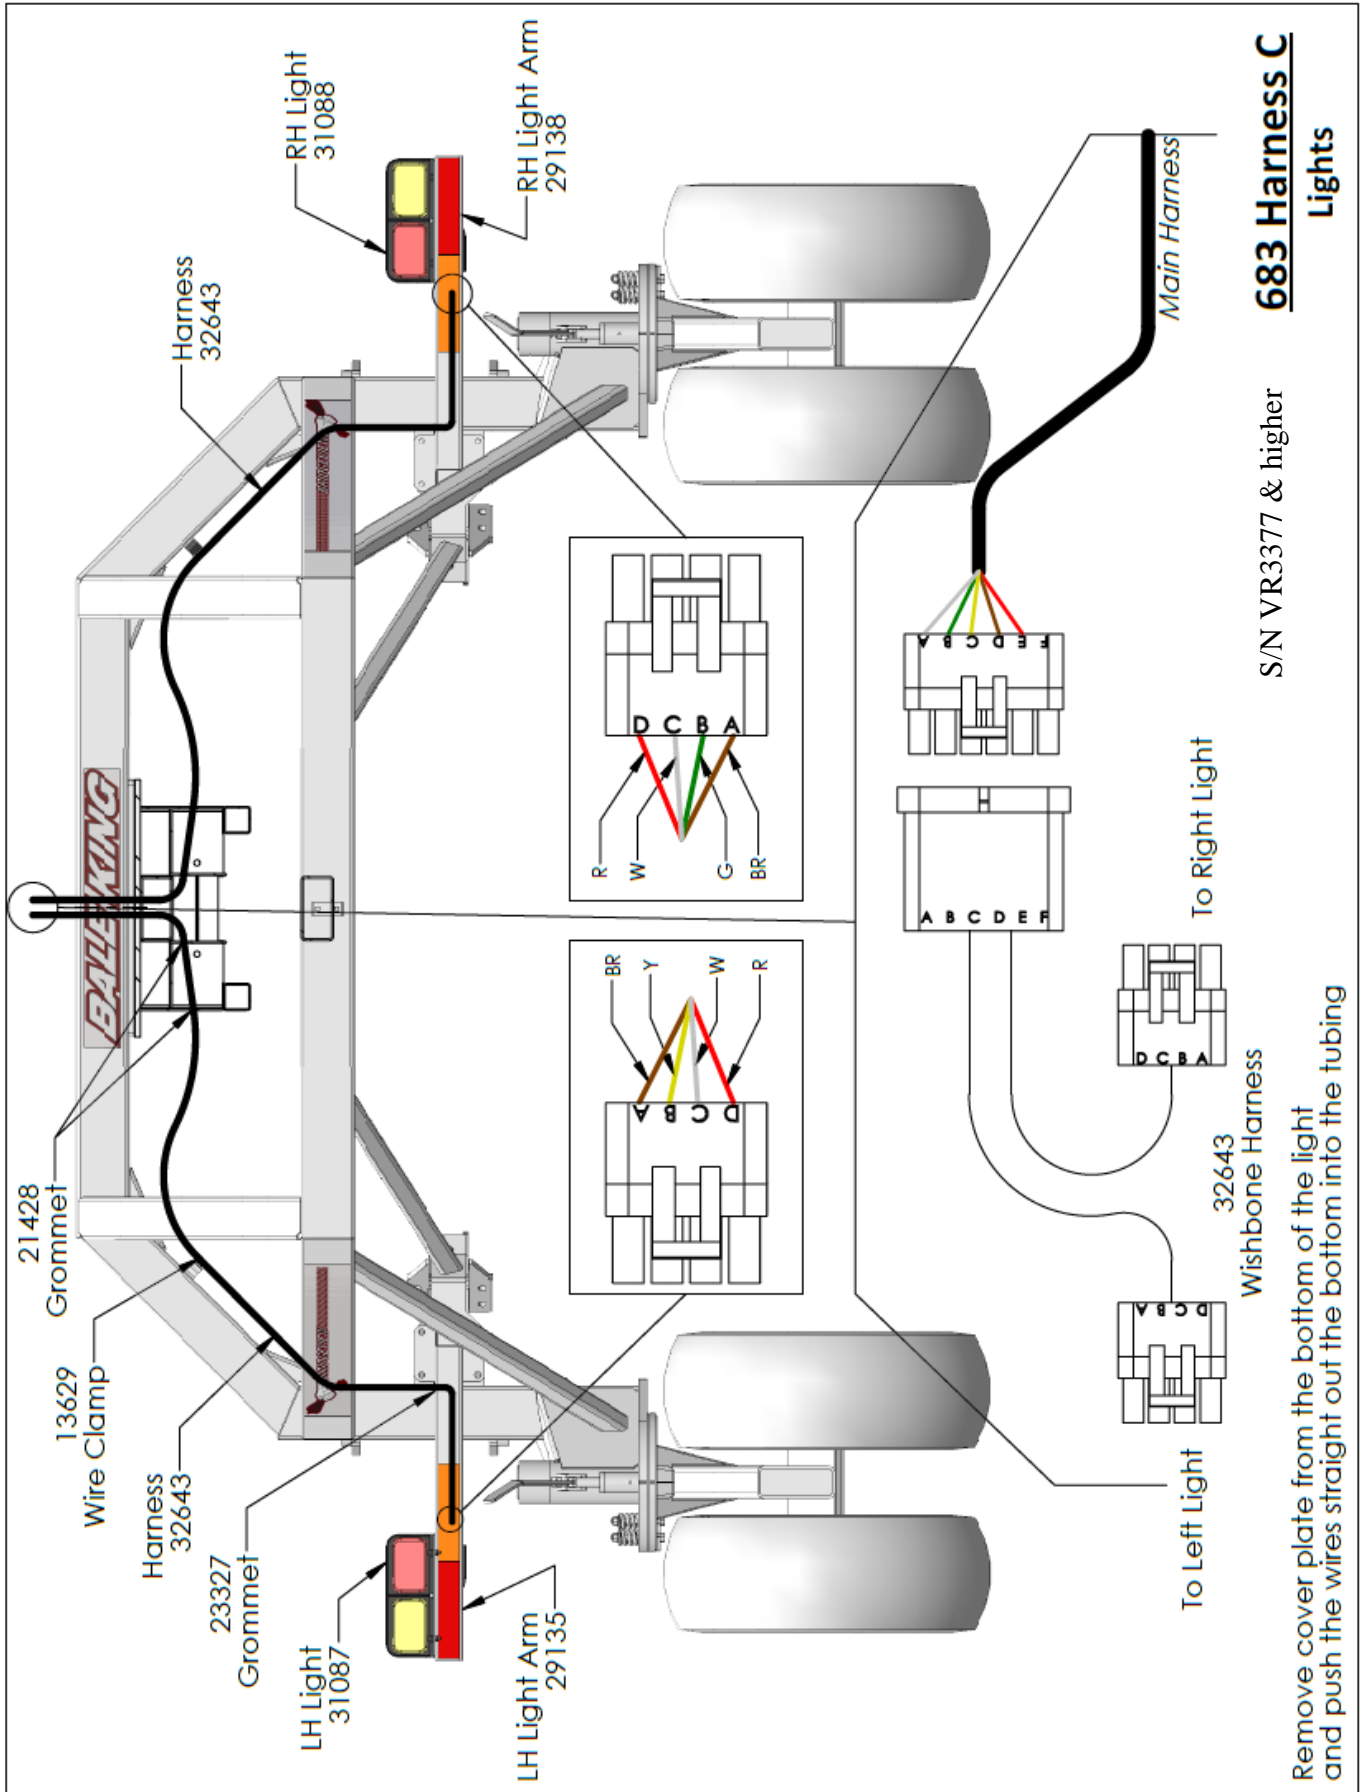 BALE KING
21428
Grommet
13629
Wire Clamp
Harness
32643
23327
Grommet
LH Light
31087
LH Light Arm
29135
Harness
32643
RH Light
31088
RH Light Arm
29138
BR
Y
W
R
A
B
C
D
R
W
G
BR
D
C
B
A
To Left Light
A
B
C
D
32643
Wishbone Harness
D
C
B
A
To Right Light
A
B
C
D
E
F
A
B
C
D
E
F
Main Harness
S/N VR3377 & higher
683 Harness C
Lights
Remove cover plate from the bottom of the light
and push the wires straight out the bottom into the tubing